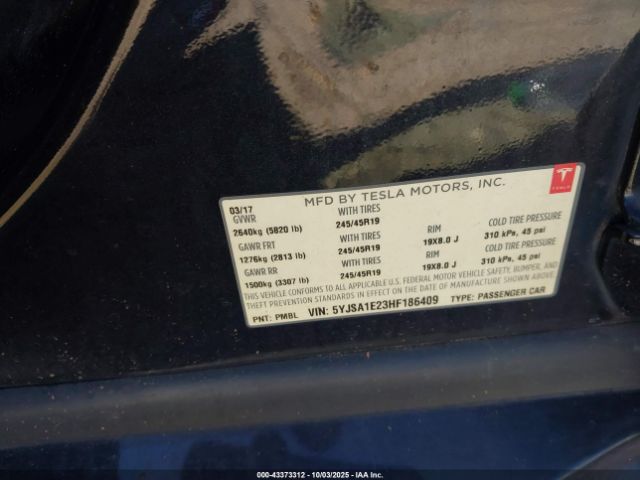 MFD BY TESLA MOTORS, INC.
03/17
GVWR WITH TIRES RIM COLD TIRE PRESSURE
2640kg (5820 lb) 245/45R19 19X8.0 J 310 kPa, 45 psi
GAWR FRT WITH TIRES RIM COLD TIRE PRESSURE
1276kg (2813 lb) 245/45R19 19X8.0 J 310 kPa, 45 psi
GAWR RR
1500kg (3307 lb) 245/45R19
THIS VEHICLE CONFORMS TO ALL APPLICABLE U.S. FEDERAL MOTOR VEHICLE SAFETY, BUMPER, AND
THEFT PREVENTION STANDARDS IN EFFECT ON THE DATE OF MANUFACTURE SHOWN ABOVE.
PNT: PMBL VIN: 5YJSA1E23HF186409 TYPE: PASSENGER CAR
TESLA
000-43373312 | 10/03/2025 | IAA Inc.